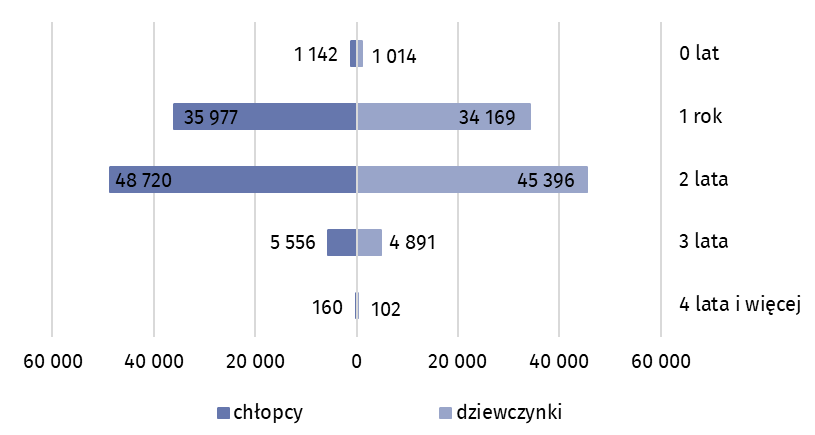 1 142 1 014 0 lat
35 977 34 169 1 rok
48 720 45 396 2 lata
5 556 4 891 3 lata
160 102 4 lata i więcej
60 000 40 000 20 000 0 20 000 40 000 60 000
chłopcy dziewczynki